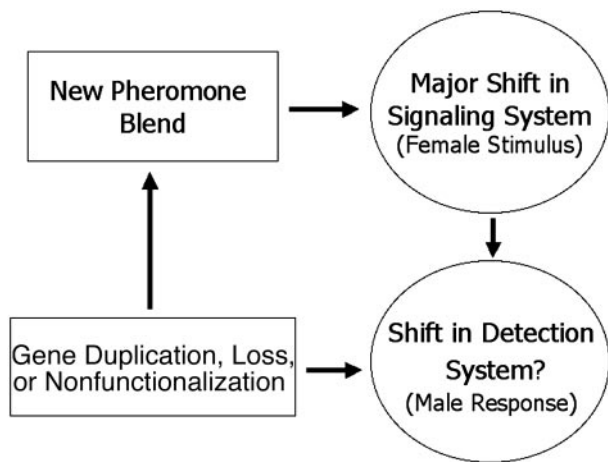 New Pheromone
Blend
Major Shift in
Signaling System
(Female Stimulus)
Gene Duplication, Loss,
or Nonfunctionalization
Shift in Detection
System?
(Male Response)